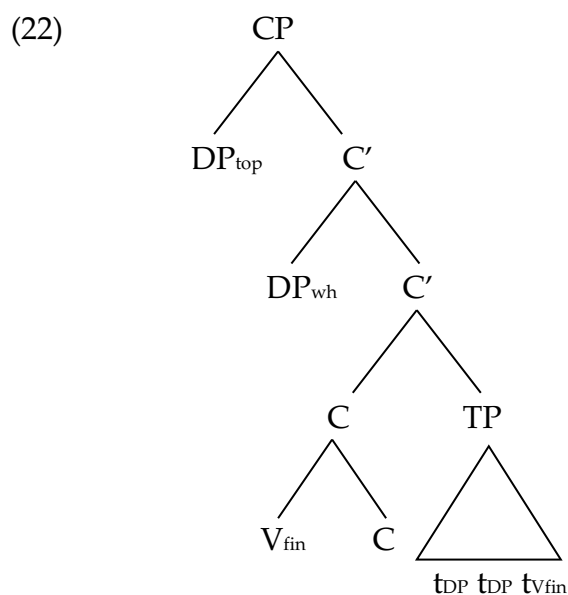 (22) CP
DPtop C′
DPwh C′
C TP
Vfin C
tDP tDP tVfin